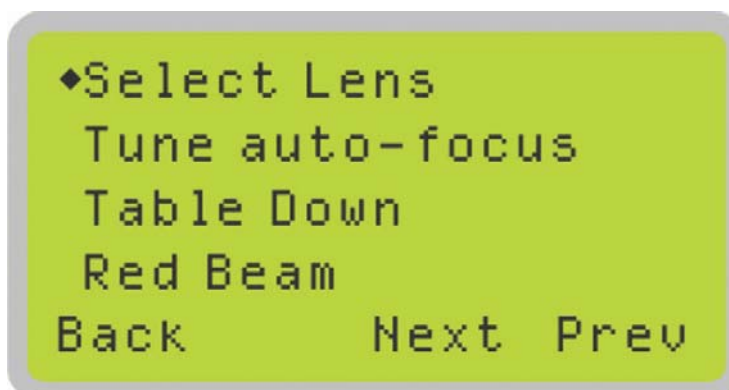 ◆Select Lens
Tune auto-focus
Table Down
Red Beam
Back Next Prev